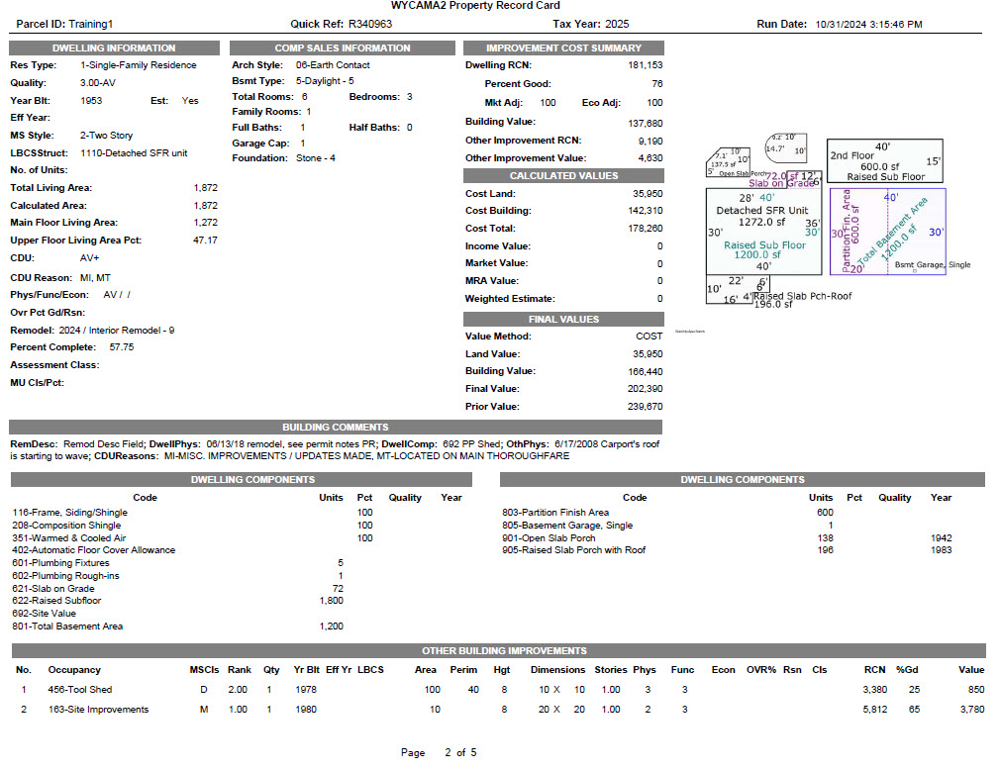 WYCAMA2 Property Record Card
Parcel ID: Training1 Quick Ref: R340963 Tax Year: 2025 Run Date: 10/31/2024 3:15:46 PM
DWELLING INFORMATION
Res Type: 1-Single-Family Residence
Quality: 3.00-AV
Year Blt: 1953 Est: Yes
Eff Year:
MS Style: 2-Two Story
LBCSStruct: 1110-Detached SFR unit
No. of Units:
Total Living Area: 1,872
Calculated Area: 1,872
Main Floor Living Area: 1,272
Upper Floor Living Area Pct: 47.17
CDU: AV+
CDU Reason: MI, MT
Phys/Func/Econ: AV / /
Ovr Pct Gd/Rsn:
Remodel: 2024 / Interior Remodel - 9
Percent Complete: 57.75
Assessment Class:
MU Cls/Pct:
COMP SALES INFORMATION
Arch Style: 06-Earth Contact
Bsmt Type: 5-Daylight - 5
Total Rooms: 6 Bedrooms: 3
Family Rooms: 1
Full Baths: 1 Half Baths: 0
Garage Cap: 1
Foundation: Stone - 4
IMPROVEMENT COST SUMMARY
Dwelling RCN: 181,153
Percent Good: 76
Mkt Adj: 100 Eco Adj: 100
Building Value: 137,680
Other Improvement RCN: 9,190
Other Improvement Value: 4,630
CALCULATED VALUES
Cost Land: 35,950
Cost Building: 142,310
Cost Total: 178,260
Income Value: 0
Market Value: 0
MRA Value: 0
Weighted Estimate: 0
FINAL VALUES
Value Method: COST
Land Value: 35,950
Building Value: 166,440
Final Value: 202,390
Prior Value: 239,670
9.2' 10'
14.7' 10'
7.1' 10'
137.5 sf 10'
5' Open Slab Porch
72.0 sf 12'
Slab on Grade 6'
40'
2nd Floor
600.0 sf 15'
Raised Sub Floor
28' 40'
Detached SFR Unit
1272.0 sf 36'
30' 30'
Raised Sub Floor
1200.0 sf
40'
22' 6'
10' 6'
16' 4' Raised Slab Pch-Roof
196.0 sf
40'
Partition Fin. Area
600.0 sf
30'
20'
Total Basement Area
1200.0 sf
30'
Bsmt Garage, Single
BUILDING COMMENTS
RemDesc: Remod Desc Field; DwellPhys: 06/13/18 remodel, see permit notes PR; DwellComp: 692 PP Shed; OthPhys: 6/17/2008 Carport's roof
is starting to wave; CDUReasons: MI-MISC. IMPROVEMENTS / UPDATES MADE, MT-LOCATED ON MAIN THOROUGHFARE
DWELLING COMPONENTS
Code Units Pct Quality Year
116-Frame, Siding/Shingle 100
208-Composition Shingle 100
351-Warmed & Cooled Air 100
402-Automatic Floor Cover Allowance
601-Plumbing Fixtures 5
602-Plumbing Rough-ins 1
621-Slab on Grade 72
622-Raised Subfloor 1,800
692-Site Value
801-Total Basement Area 1,200
DWELLING COMPONENTS
Code Units Pct Quality Year
803-Partition Finish Area 600
805-Basement Garage, Single 1
901-Open Slab Porch 138 1942
905-Raised Slab Porch with Roof 196 1983
OTHER BUILDING IMPROVEMENTS
No. Occupancy MSCls Rank Qty Yr Blt Eff Yr LBCS Area Perim Hgt Dimensions Stories Phys Func Econ OVR% Rsn Cls RCN %Gd Value
1 456-Tool Shed D 2.00 1 1978 100 40 8 10 X 10 1.00 3 3 3,380 25 850
2 163-Site Improvements M 1.00 1 1980 10 8 20 X 20 1.00 2 3 5,812 65 3,780
Page 2 of 5